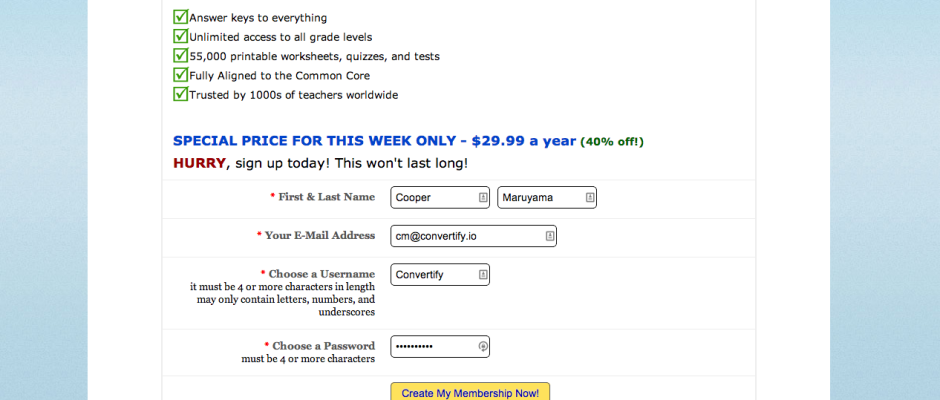 Answer keys to everything
Unlimited access to all grade levels
55,000 printable worksheets, quizzes, and tests
Fully Aligned to the Common Core
Trusted by 1000s of teachers worldwide
SPECIAL PRICE FOR THIS WEEK ONLY - $29.99 a year (40% off!)
HURRY, sign up today! This won't last long!
* First & Last Name Cooper Maruyama
* Your E-Mail Address cm@convertify.io
* Choose a Username Convertify
it must be 4 or more characters in length
may only contain letters, numbers, and
underscores
* Choose a Password ••••••••••
must be 4 or more characters
Create My Membership Now!